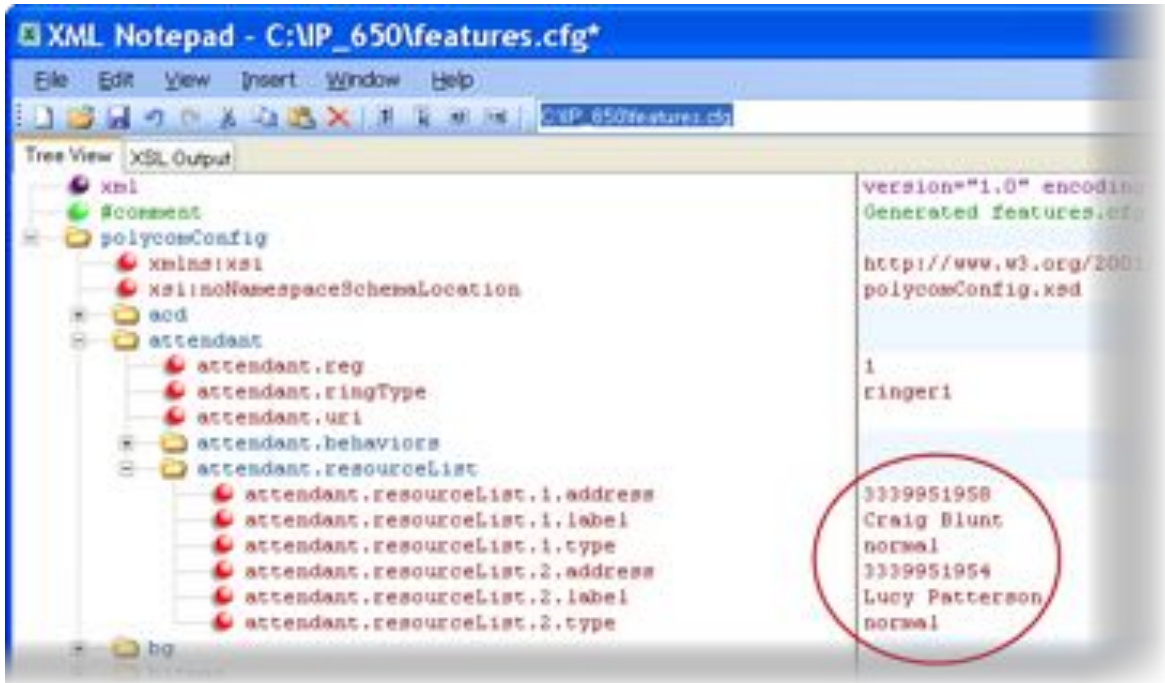 XML Notepad - C:\IP_650\features.cfg*
File Edit View Insert Window Help
C:\IP_650\features.cfg
Tree View XSL Output
xml version="1.0" encoding
#comment Generated features.cfg
polycomConfig
xmlns:xsi http://www.w3.org/2001
xsi:noNamespaceSchemaLocation polycomConfig.xsd
acd
attendant
attendant.reg 1
attendant.ringType ringer1
attendant.uri
attendant.behaviors
attendant.resourceList
attendant.resourceList.1.address 3339951958
attendant.resourceList.1.label Craig Blunt
attendant.resourceList.1.type normal
attendant.resourceList.2.address 3339951954
attendant.resourceList.2.label Lucy Patterson
attendant.resourceList.2.type normal
bg